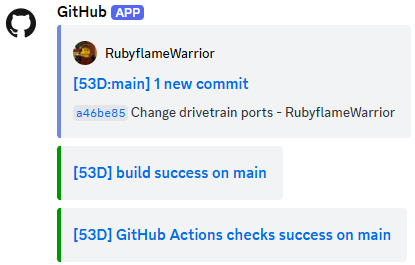 GitHub APP
RubyflameWarrior
[53D:main] 1 new commit
a46be85 Change drivetrain ports - RubyflameWarrior
[53D] build success on main
[53D] GitHub Actions checks success on main